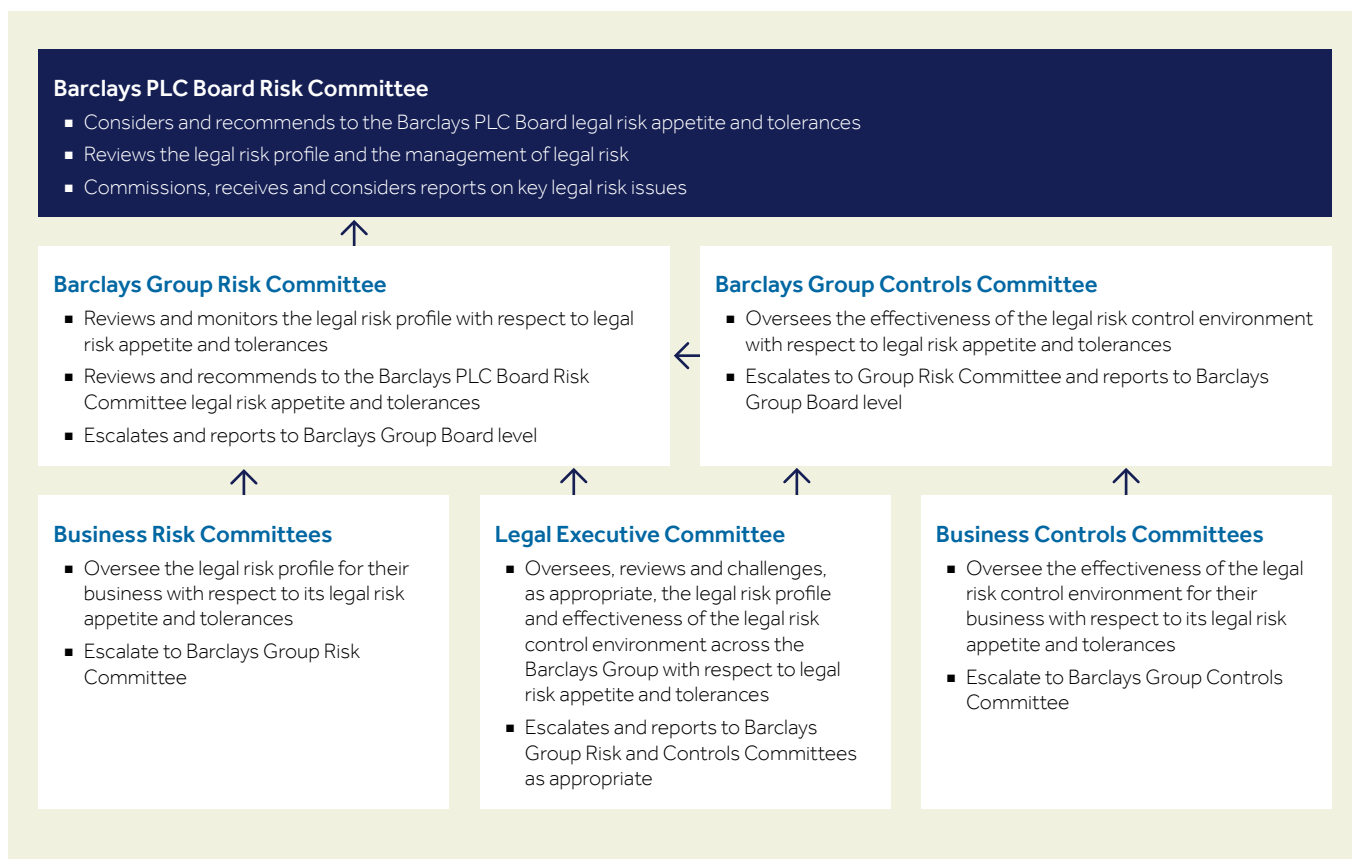 Barclays PLC Board Risk Committee
▪ Considers and recommends to the Barclays PLC Board legal risk appetite and tolerances
▪ Reviews the legal risk profile and the management of legal risk
▪ Commissions, receives and considers reports on key legal risk issues
Barclays Group Risk Committee
▪ Reviews and monitors the legal risk profile with respect to legal
risk appetite and tolerances
▪ Reviews and recommends to the Barclays PLC Board Risk
Committee legal risk appetite and tolerances
▪ Escalates and reports to Barclays Group Board level
Barclays Group Controls Committee
▪ Oversees the effectiveness of the legal risk control environment
with respect to legal risk appetite and tolerances
▪ Escalates to Group Risk Committee and reports to Barclays
Group Board level
Business Risk Committees
▪ Oversee the legal risk profile for their
business with respect to its legal risk
appetite and tolerances
▪ Escalate to Barclays Group Risk
Committee
Legal Executive Committee
▪ Oversees, reviews and challenges,
as appropriate, the legal risk profile
and effectiveness of the legal risk
control environment across the
Barclays Group with respect to legal
risk appetite and tolerances
▪ Escalates and reports to Barclays
Group Risk and Controls Committees
as appropriate
Business Controls Committees
▪ Oversee the effectiveness of the legal
risk control environment for their
business with respect to its legal risk
appetite and tolerances
▪ Escalate to Barclays Group Controls
Committee